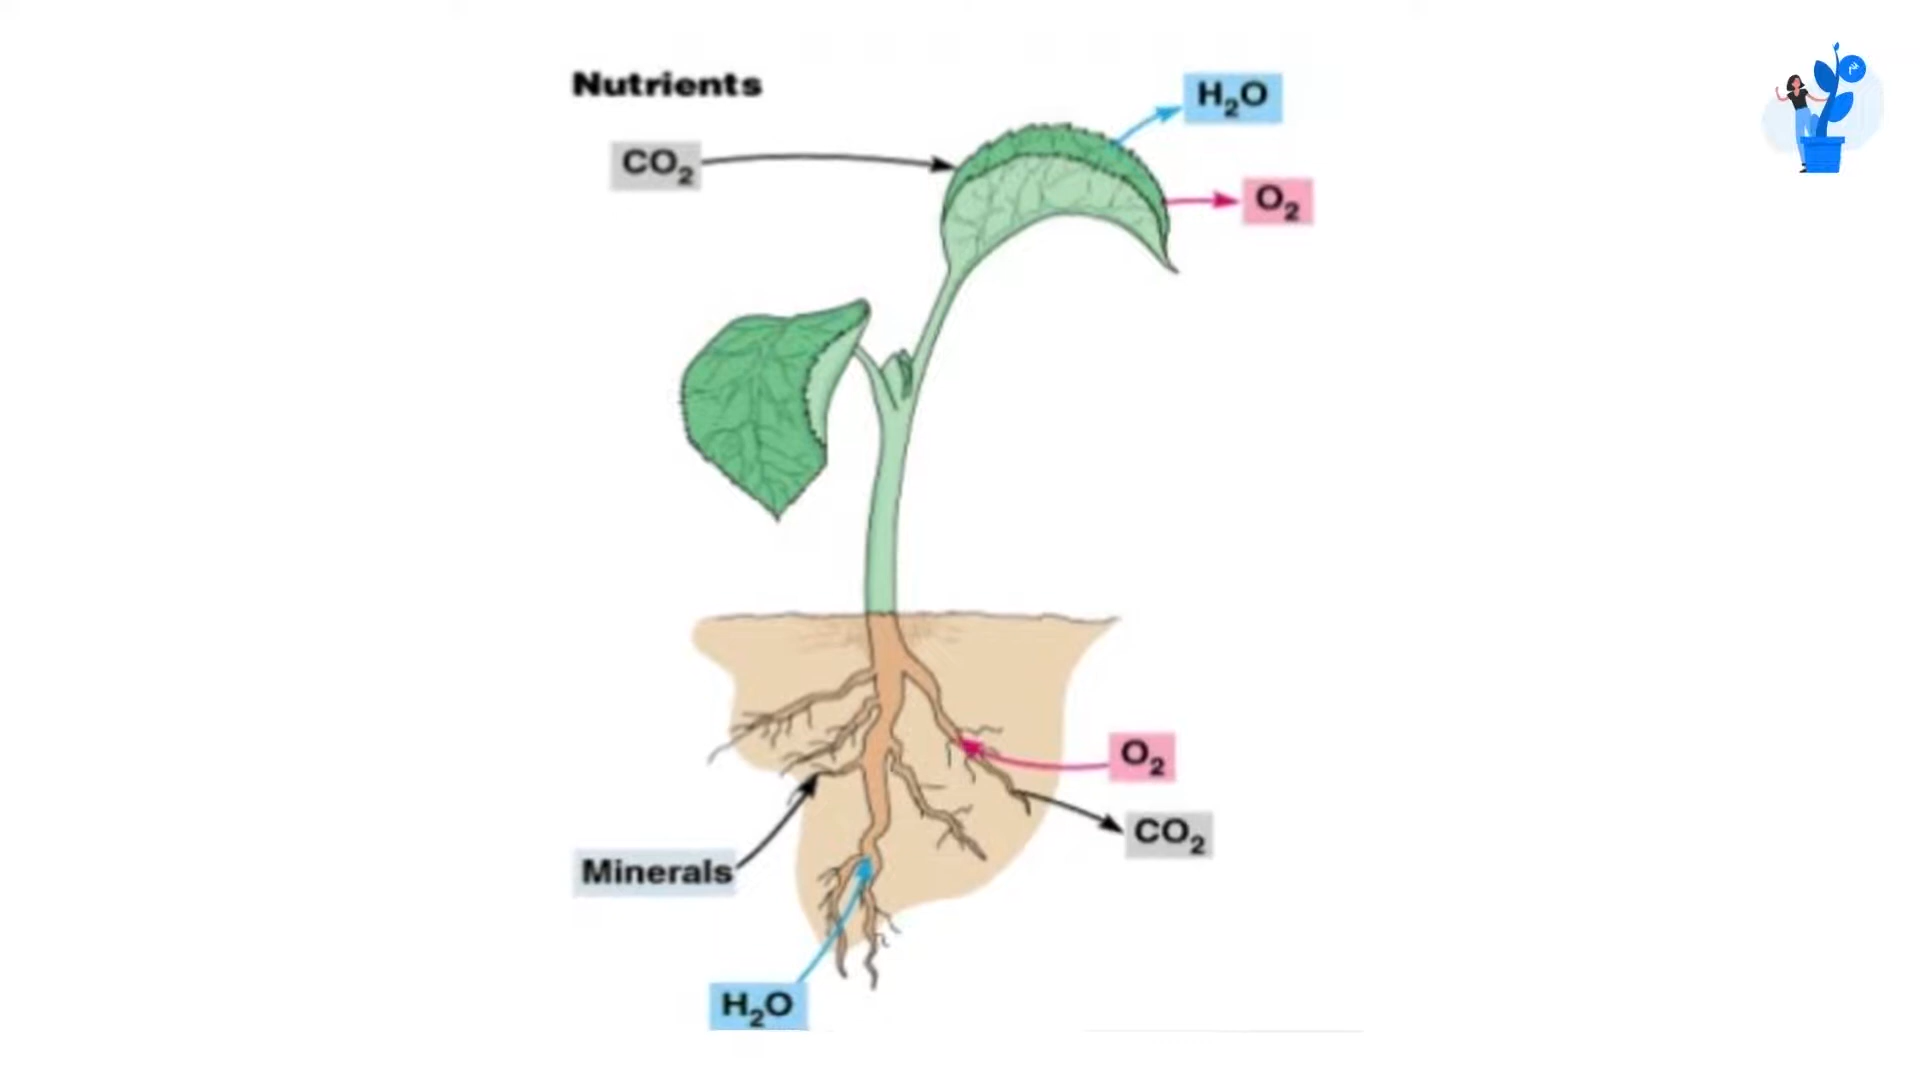 Nutrients
H₂O
CO₂
O₂
O₂
CO₂
Minerals
H₂O